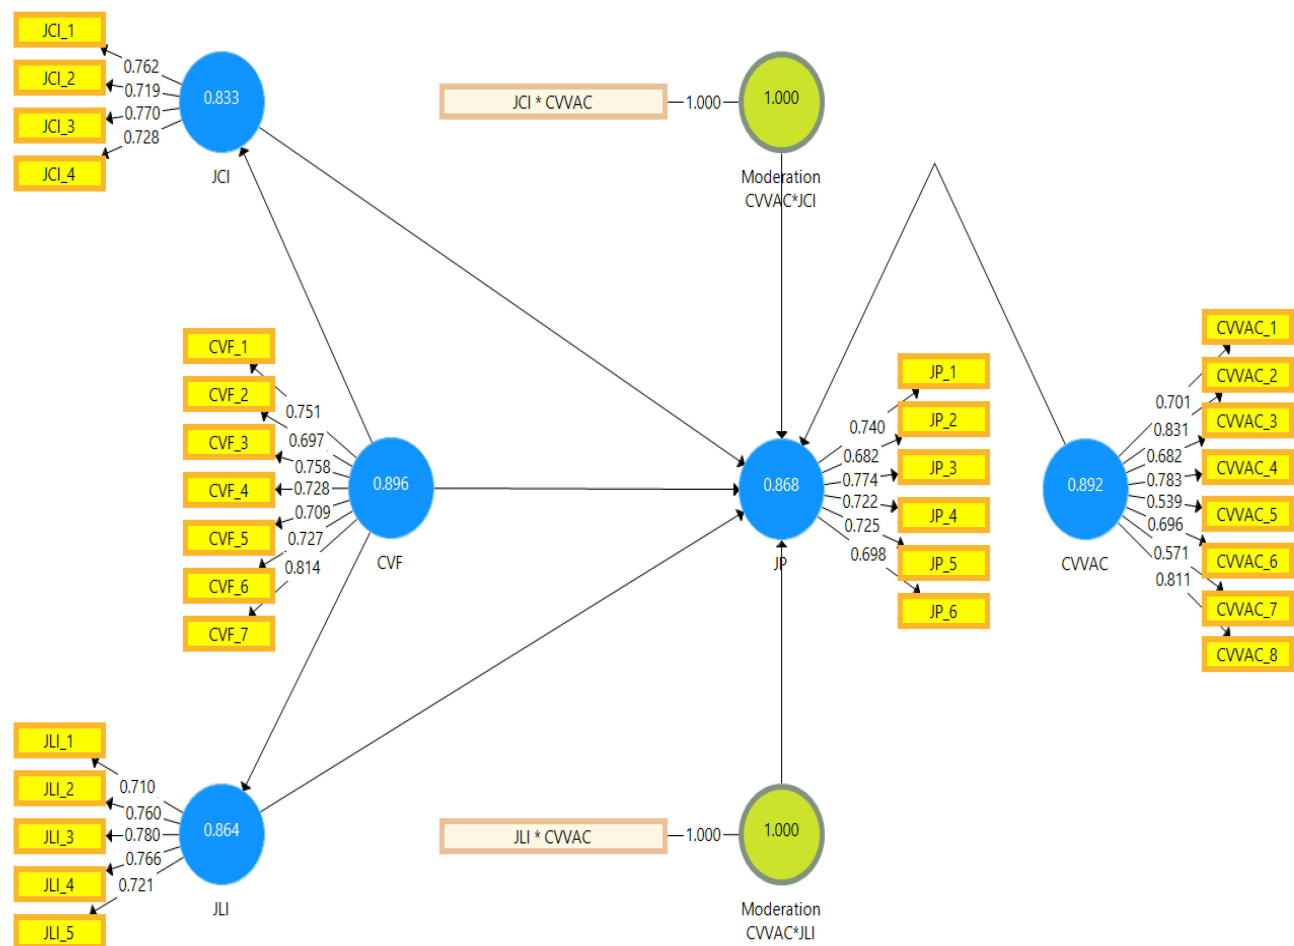 JCI_1
JCI_2
JCI_3
JCI_4
0.762
0.719
0.770
0.728
0.833
JCI
JCI * CVVAC
1.000
1.000
Moderation
CVVAC*JCI
CVF_1
CVF_2
CVF_3
CVF_4
CVF_5
CVF_6
CVF_7
0.751
0.697
0.758
0.728
0.709
0.727
0.814
0.896
CVF
0.868
JP
0.740
0.682
0.774
0.722
0.725
0.698
JP_1
JP_2
JP_3
JP_4
JP_5
JP_6
0.892
CVVAC
0.701
0.831
0.682
0.783
0.539
0.696
0.571
0.811
CVVAC_1
CVVAC_2
CVVAC_3
CVVAC_4
CVVAC_5
CVVAC_6
CVVAC_7
CVVAC_8
JLI_1
JLI_2
JLI_3
JLI_4
JLI_5
0.710
0.760
0.780
0.766
0.721
0.864
JLI
JLI * CVVAC
1.000
1.000
Moderation
CVVAC*JLI